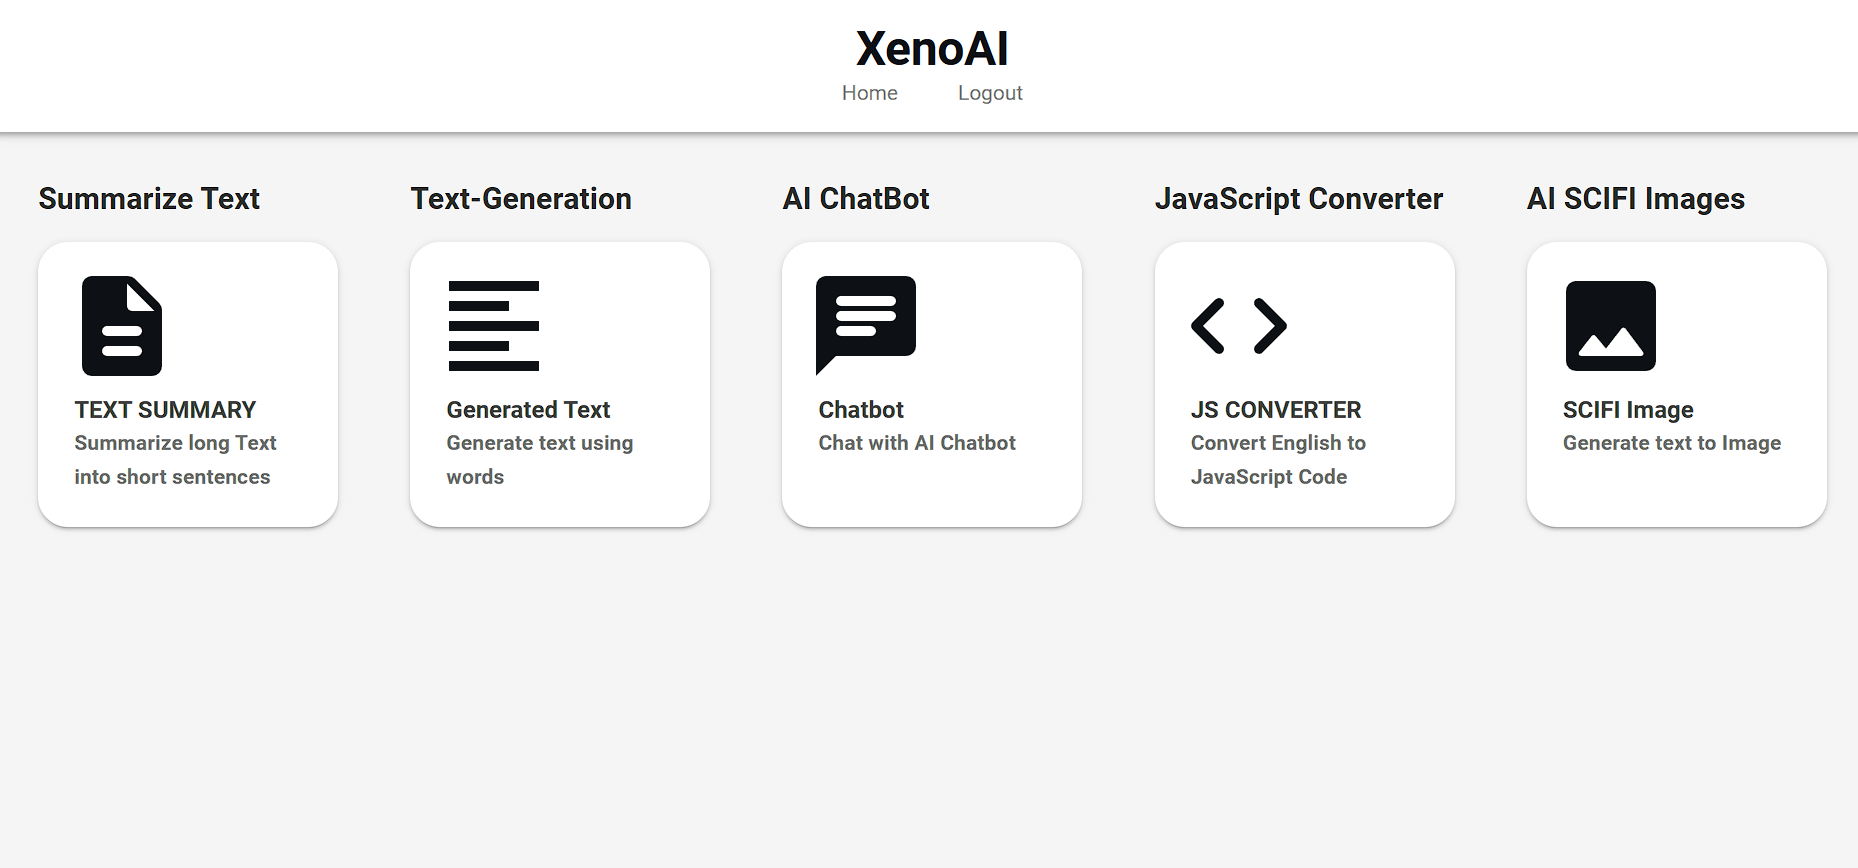 XenoAI
Home
Logout
Summarize Text
TEXT SUMMARY
Summarize long Text
into short sentences
Text-Generation
Generated Text
Generate text using
words
AI ChatBot
Chatbot
Chat with AI Chatbot
JavaScript Converter
JS CONVERTER
Convert English to
JavaScript Code
AI SCIFI Images
SCIFI Image
Generate text to Image